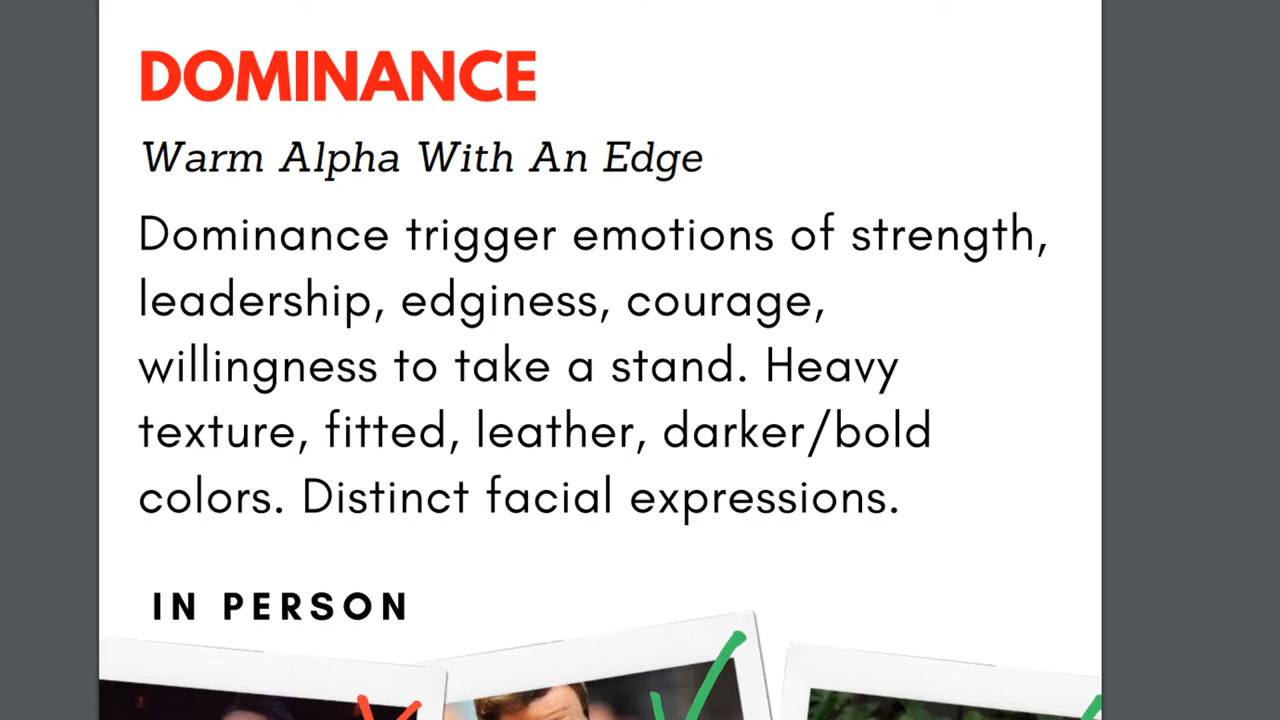 DOMINANCE
Warm Alpha With An Edge
Dominance trigger emotions of strength,
leadership, edginess, courage,
willingness to take a stand. Heavy
texture, fitted, leather, darker/bold
colors. Distinct facial expressions.
IN PERSON